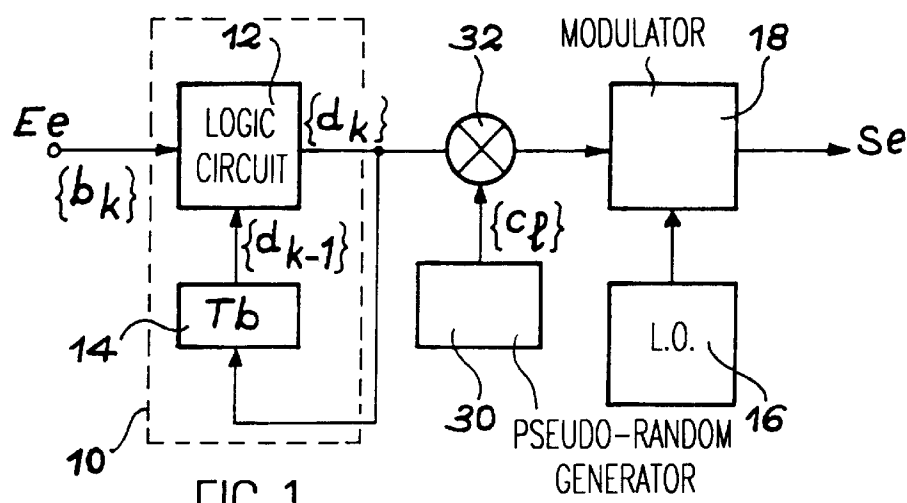 MODULATOR
12
32
18
Ee
LOGIC
CIRCUIT
{dk}
Se
{bk}
{dk-1}
{cℓ}
Tb
14
L.O.
30
16
10
PSEUDO-RANDOM
GENERATOR
FIG. 1